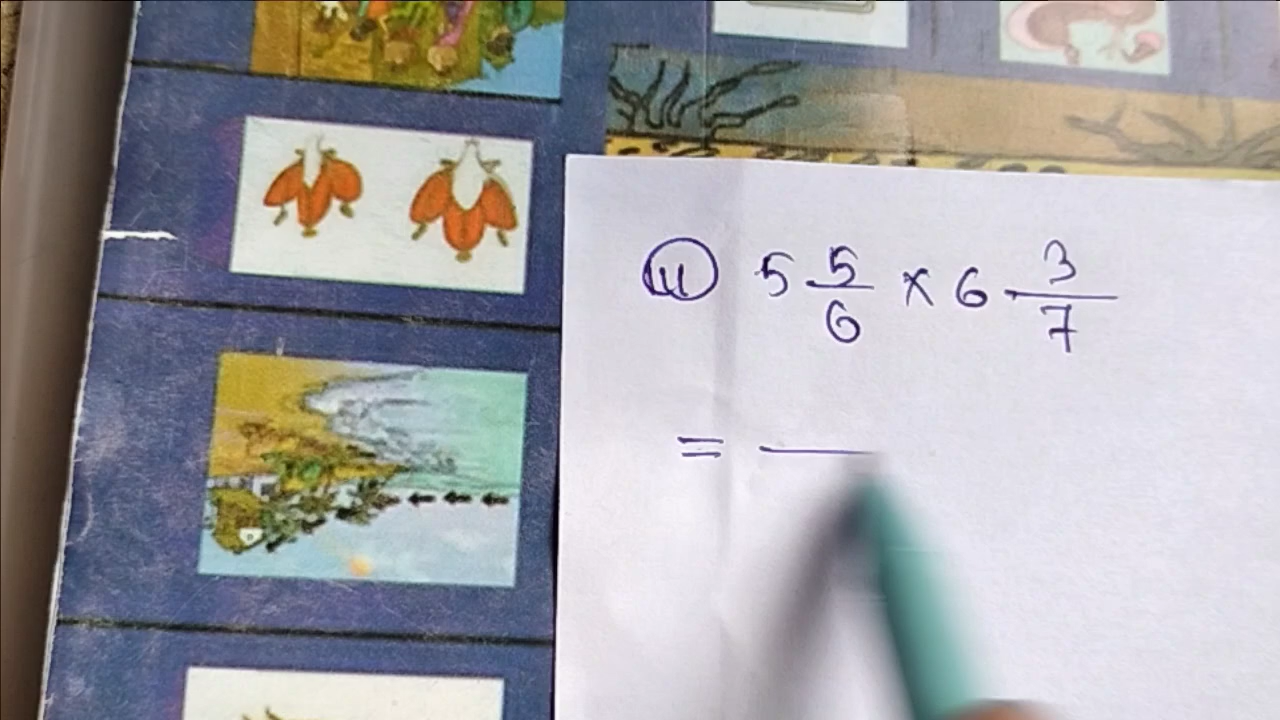 (ii) 5 5/6 × 6 3/7
= —